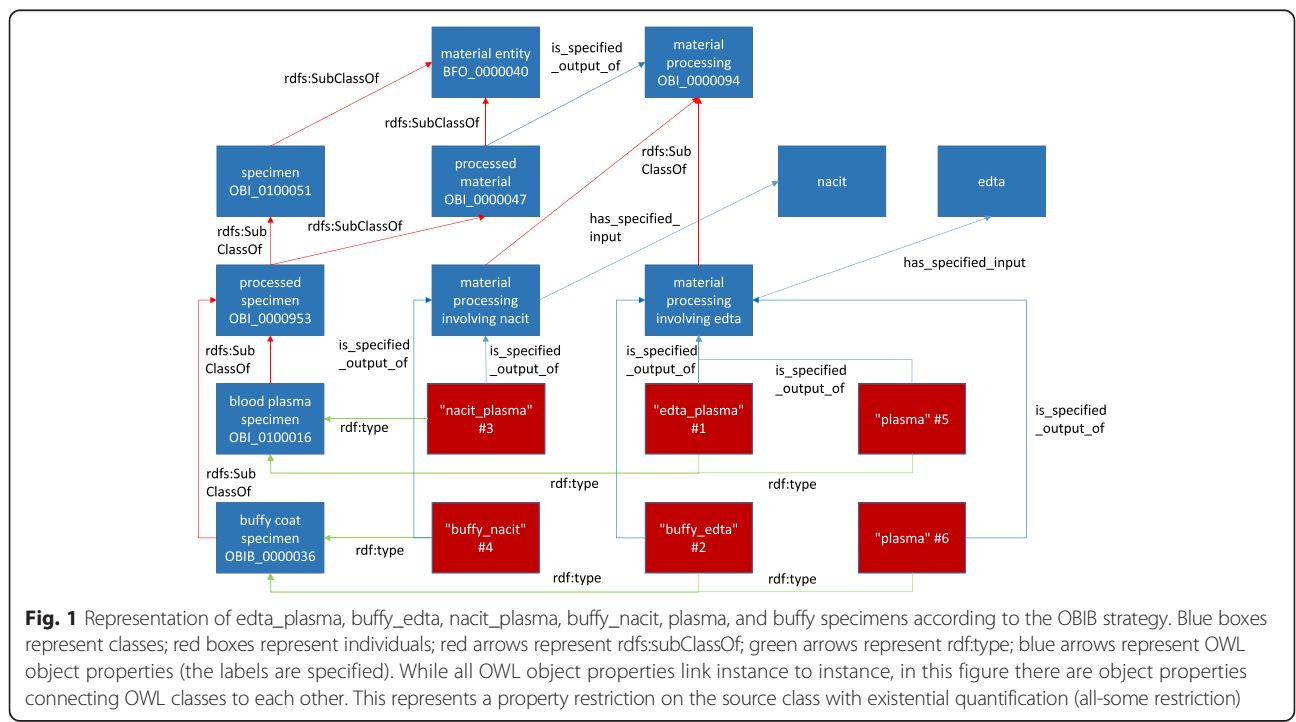 material entity
BFO_0000040
is_specified
_output_of
material
processing
OBI_0000094
rdfs:SubClassOf
rdfs:SubClassOf
specimen
OBI_0100051
processed
material
OBI_0000047
rdfs:Sub
ClassOf
nacit
edta
rdfs:Sub
ClassOf
rdfs:SubClassOf
has_specified_
input
has_specified_input
processed
specimen
OBI_0000953
material
processing
involving nacit
material
processing
involving edta
rdfs:Sub
ClassOf
is_specified
_output_of
is_specified
_output_of
is_specified
_output_of
is_specified
_output_of
is_specified
_output_of
blood plasma
specimen
OBI_0100016
rdf:type
"nacit_plasma"
#3
"edta_plasma"
#1
"plasma" #5
rdfs:Sub
ClassOf
rdf:type
rdf:type
buffy coat
specimen
OBIB_0000036
rdf:type
"buffy_nacit"
#4
"buffy_edta"
#2
"plasma" #6
rdf:type
rdf:type
Fig. 1 Representation of edta_plasma, buffy_edta, nacit_plasma, buffy_nacit, plasma, and buffy specimens according to the OBIB strategy. Blue boxes
represent classes; red boxes represent individuals; red arrows represent rdfs:subClassOf; green arrows represent rdf:type; blue arrows represent OWL
object properties (the labels are specified). While all OWL object properties link instance to instance, in this figure there are object properties
connecting OWL classes to each other. This represents a property restriction on the source class with existential quantification (all-some restriction)